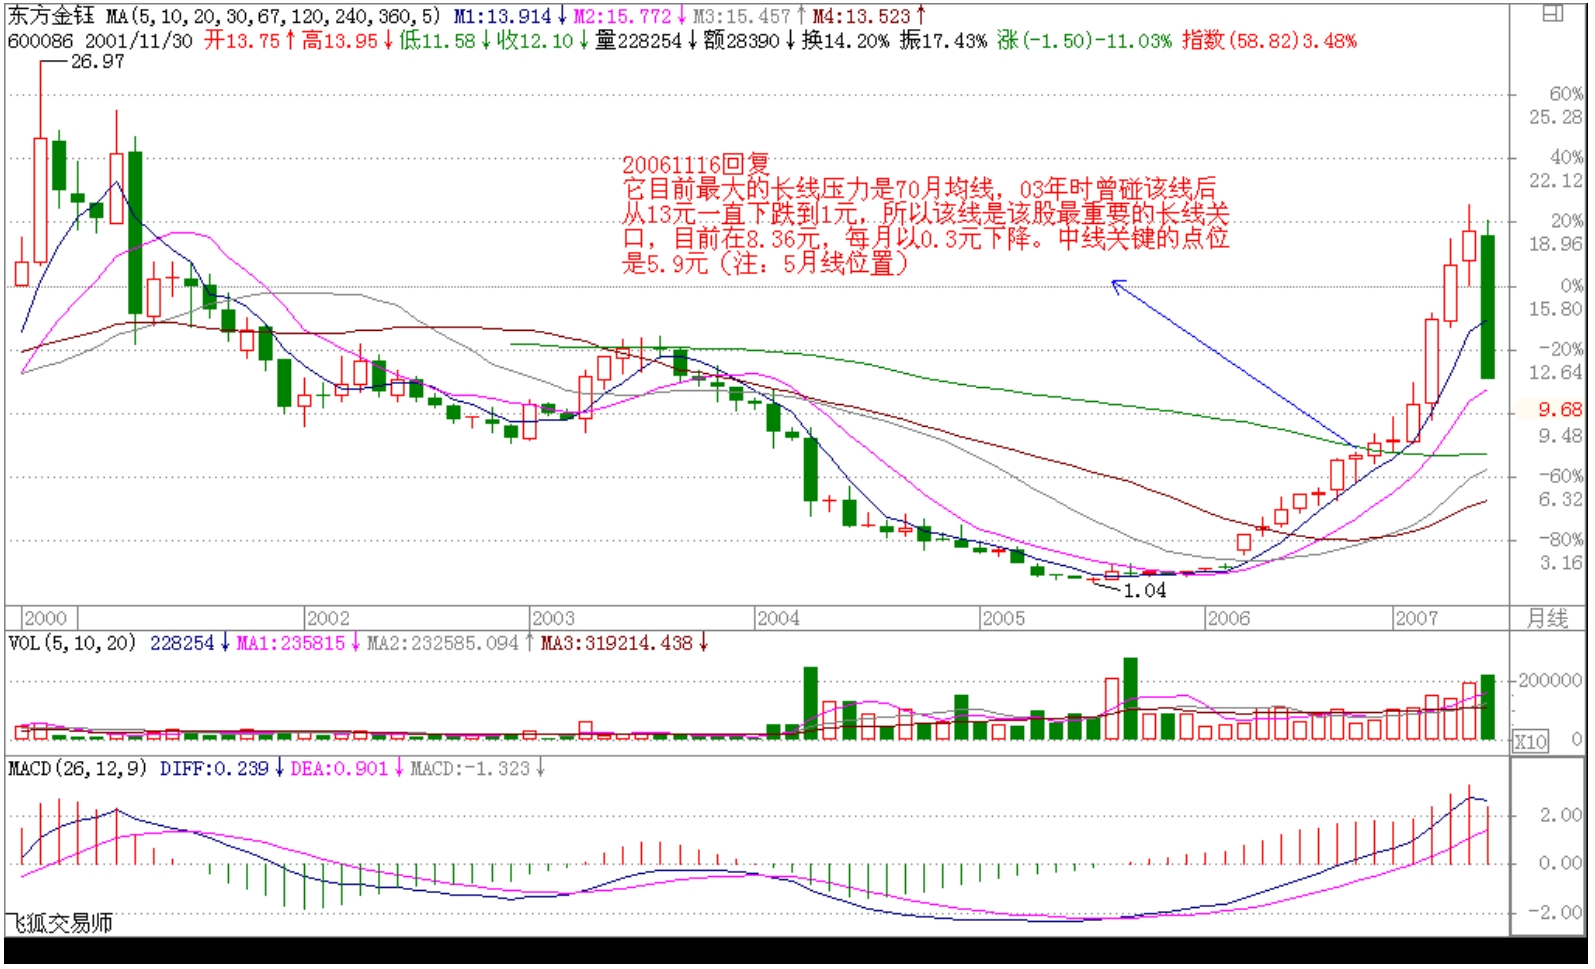 东方金钰 MA(5,10,20,30,67,120,240,360,5) M1:13.914↓ M2:15.772↓ M3:15.457↑ M4:13.523↑
600086 2001/11/30 开13.75↑ 高13.95↓ 低11.58↓ 收12.10↓ 量228254↓ 额28390↓ 换14.20% 振17.43% 涨(-1.50)-11.03% 指数(58.82)3.48%
26.97
60%
25.28
40%
22.12
20%
18.96
0%
15.80
-20%
12.64
9.68
9.48
-60%
6.32
-80%
3.16
20061116回复
它目前最大的长线压力是70月均线，03年时曾碰该线后
从13元一直下跌到1元，所以该线是该股最重要的长线关
口，目前在8.36元，每月以0.3元下降。中线关键的点位
是5.9元（注：5月线位置）
1.04
2000 2002 2003 2004 2005 2006 2007 月线
VOL(5,10,20) 228254↓ MA1:235815↓ MA2:232585.094↑ MA3:319214.438↓
200000
0
X10
MACD(26,12,9) DIFF:0.239↓ DEA:0.901↓ MACD:-1.323↓
2.00
0.00
-2.00
飞狐交易师